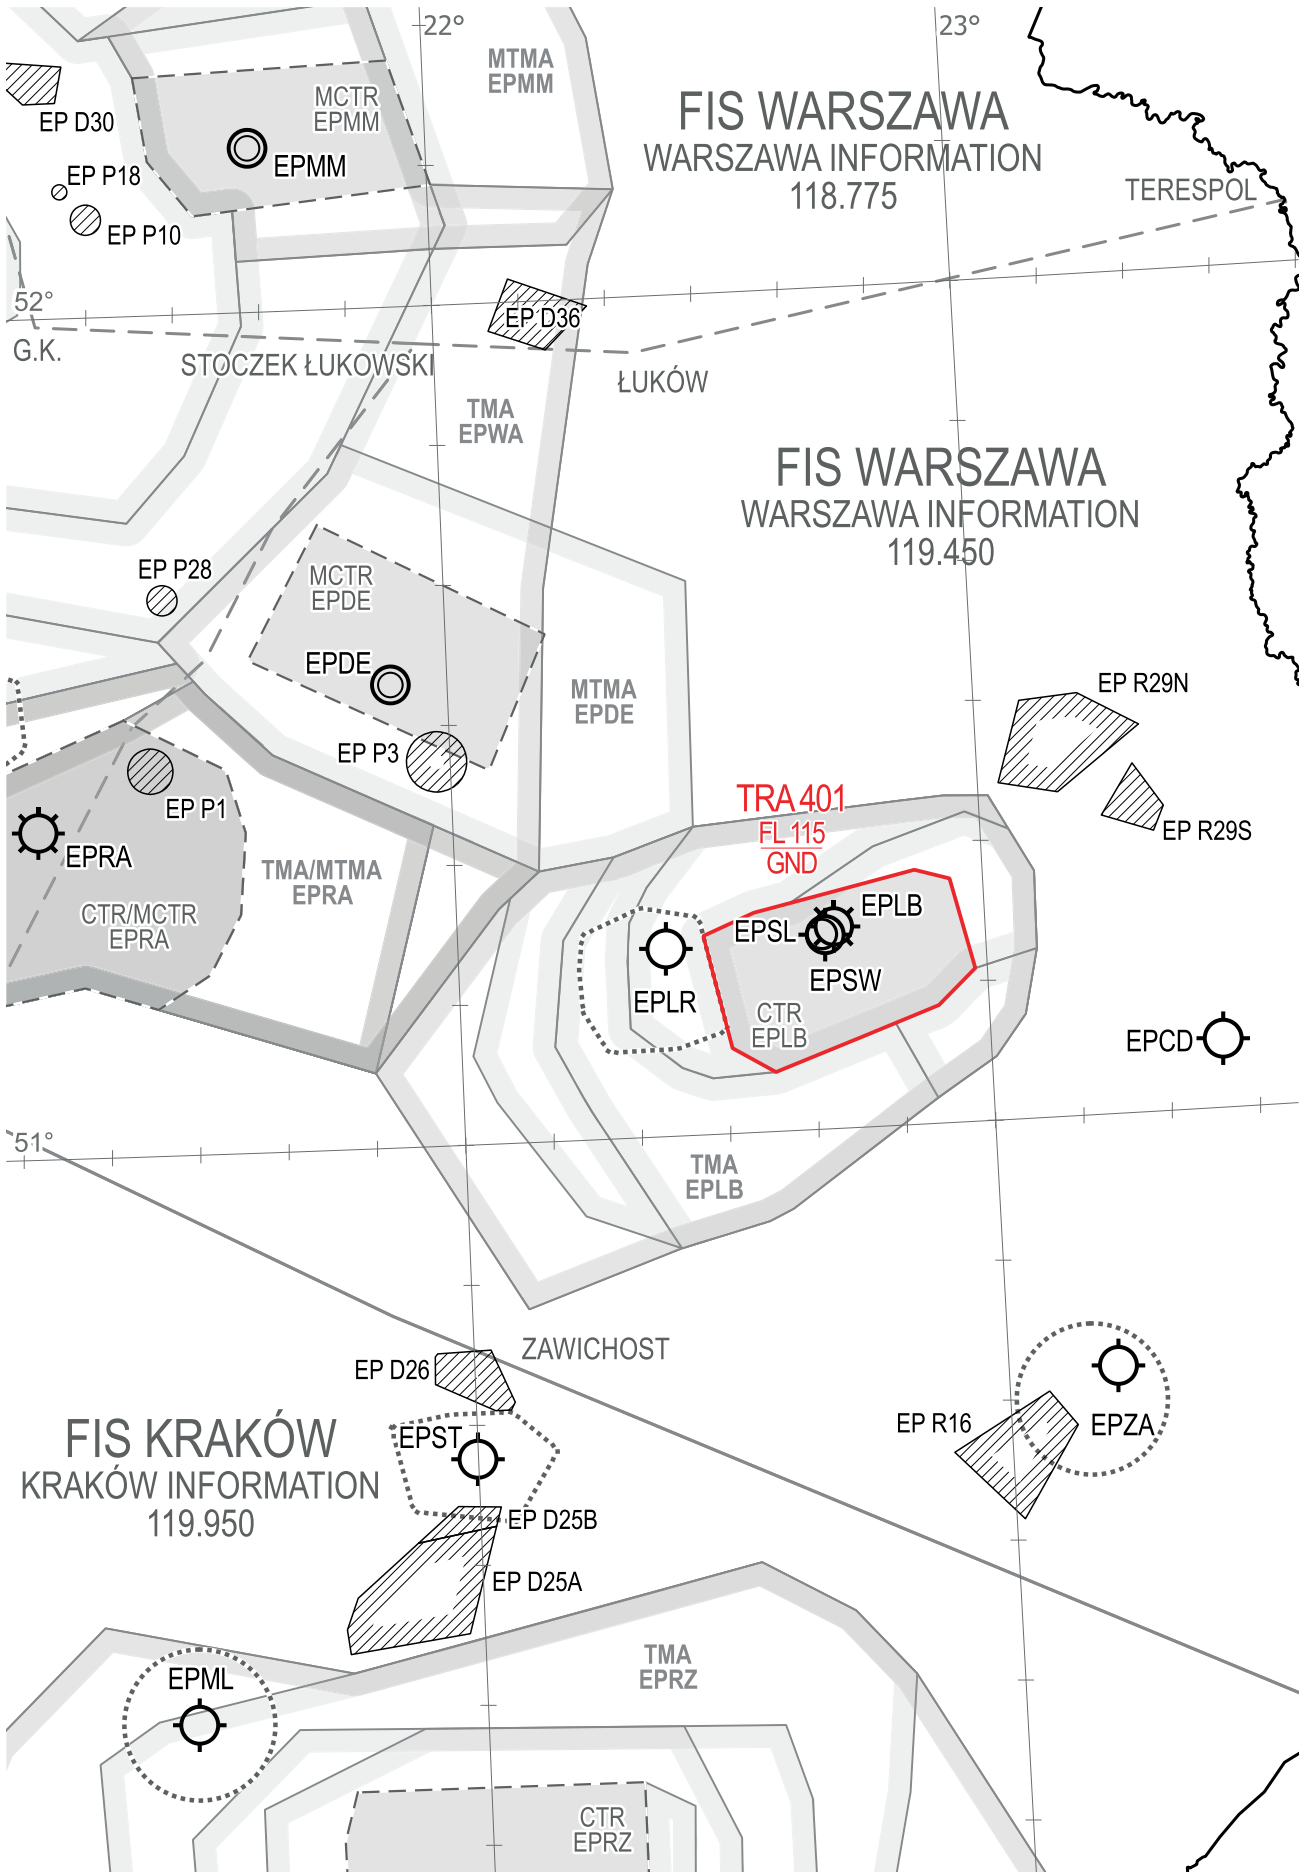 22°
23°
MTMA
EPMM
MCTR
EPMM
FIS WARSZAWA
WARSZAWA INFORMATION
118.775
EP D30
EPMM
EP P18
TERESPOL
EP P10
52°
EP D36
G.K.
STOCZEK ŁUKOWSKI
ŁUKÓW
TMA
EPWA
FIS WARSZAWA
WARSZAWA INFORMATION
119.450
EP P28
MCTR
EPDE
EPDE
MTMA
EPDE
EP R29N
EP P3
TRA 401
FL 115
GND
EP P1
EP R29S
EPRA
TMA/MTMA
EPRA
CTR/MCTR
EPRA
EPLB
EPSL
EPSW
EPLR
CTR
EPLB
EPCD
51°
TMA
EPLB
ZAWICHOST
EP D26
FIS KRAKÓW
KRAKÓW INFORMATION
119.950
EPST
EP R16
EPZA
EP D25B
EP D25A
TMA
EPRZ
EPML
CTR
EPRZ